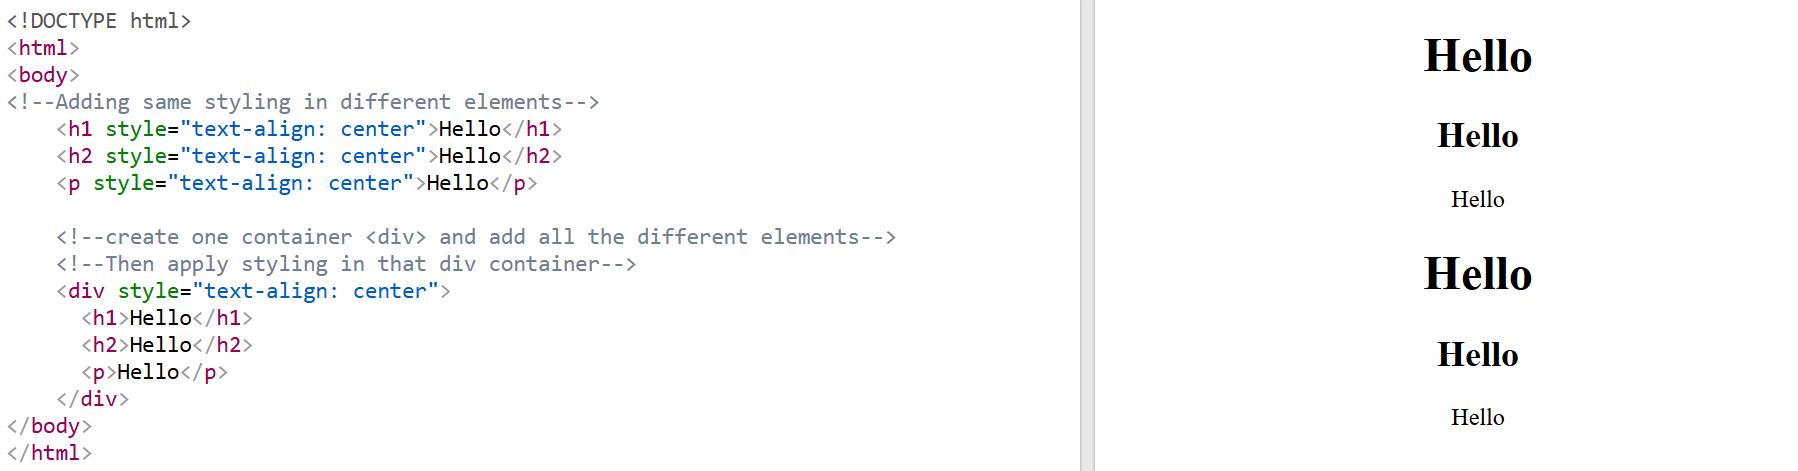 <!DOCTYPE html>
<html>
<body>
<!--Adding same styling in different elements-->
    <h1 style="text-align: center">Hello</h1>
    <h2 style="text-align: center">Hello</h2>
    <p style="text-align: center">Hello</p>

    <!--create one container <div> and add all the different elements-->
    <!--Then apply styling in that div container-->
    <div style="text-align: center">
      <h1>Hello</h1>
      <h2>Hello</h2>
      <p>Hello</p>
    </div>
</body>
</html>
Hello
Hello
Hello
Hello
Hello
Hello